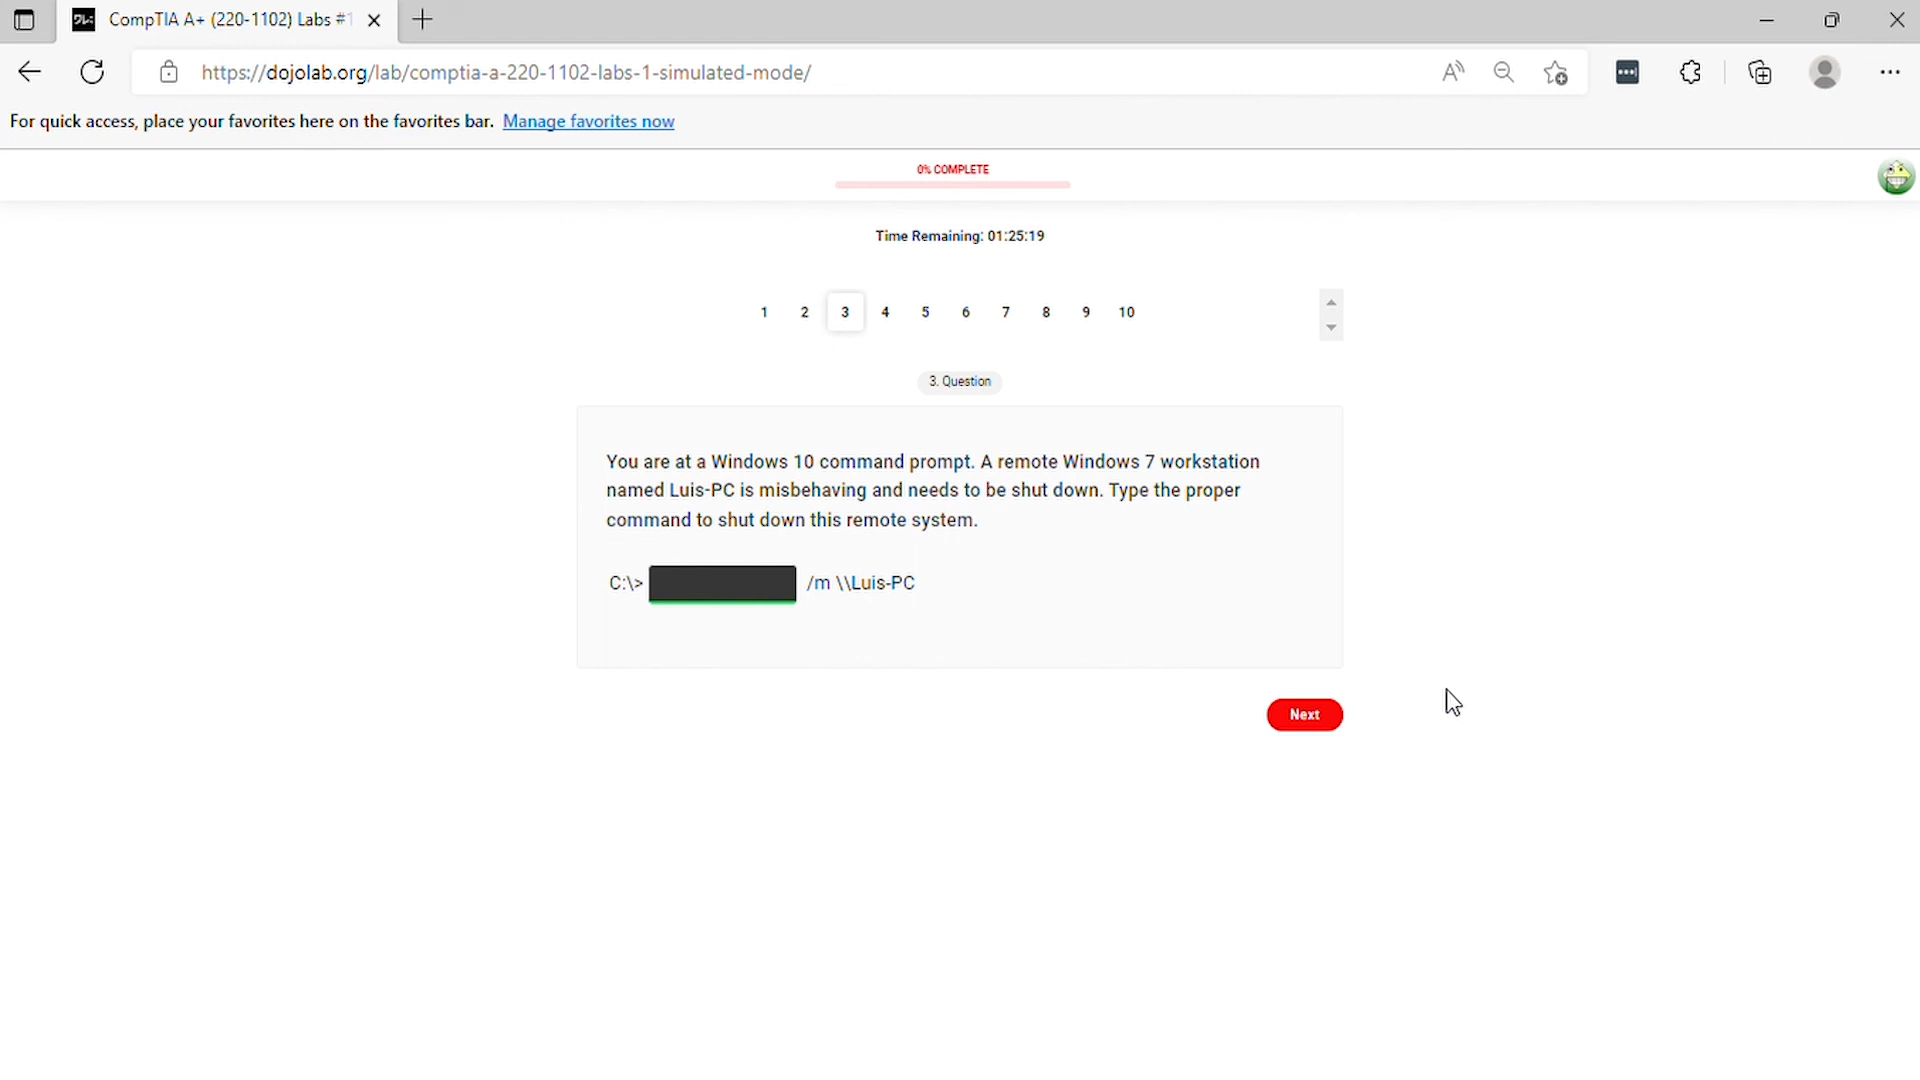 CompTIA A+ (220-1102) Labs #1
https://dojolab.org/lab/comptia-a-220-1102-labs-1-simulated-mode/
For quick access, place your favorites here on the favorites bar. Manage favorites now
0% COMPLETE
Time Remaining: 01:25:19
1 2 3 4 5 6 7 8 9 10
3. Question
You are at a Windows 10 command prompt. A remote Windows 7 workstation
named Luis-PC is misbehaving and needs to be shut down. Type the proper
command to shut down this remote system.
C:\> /m \\Luis-PC
Next